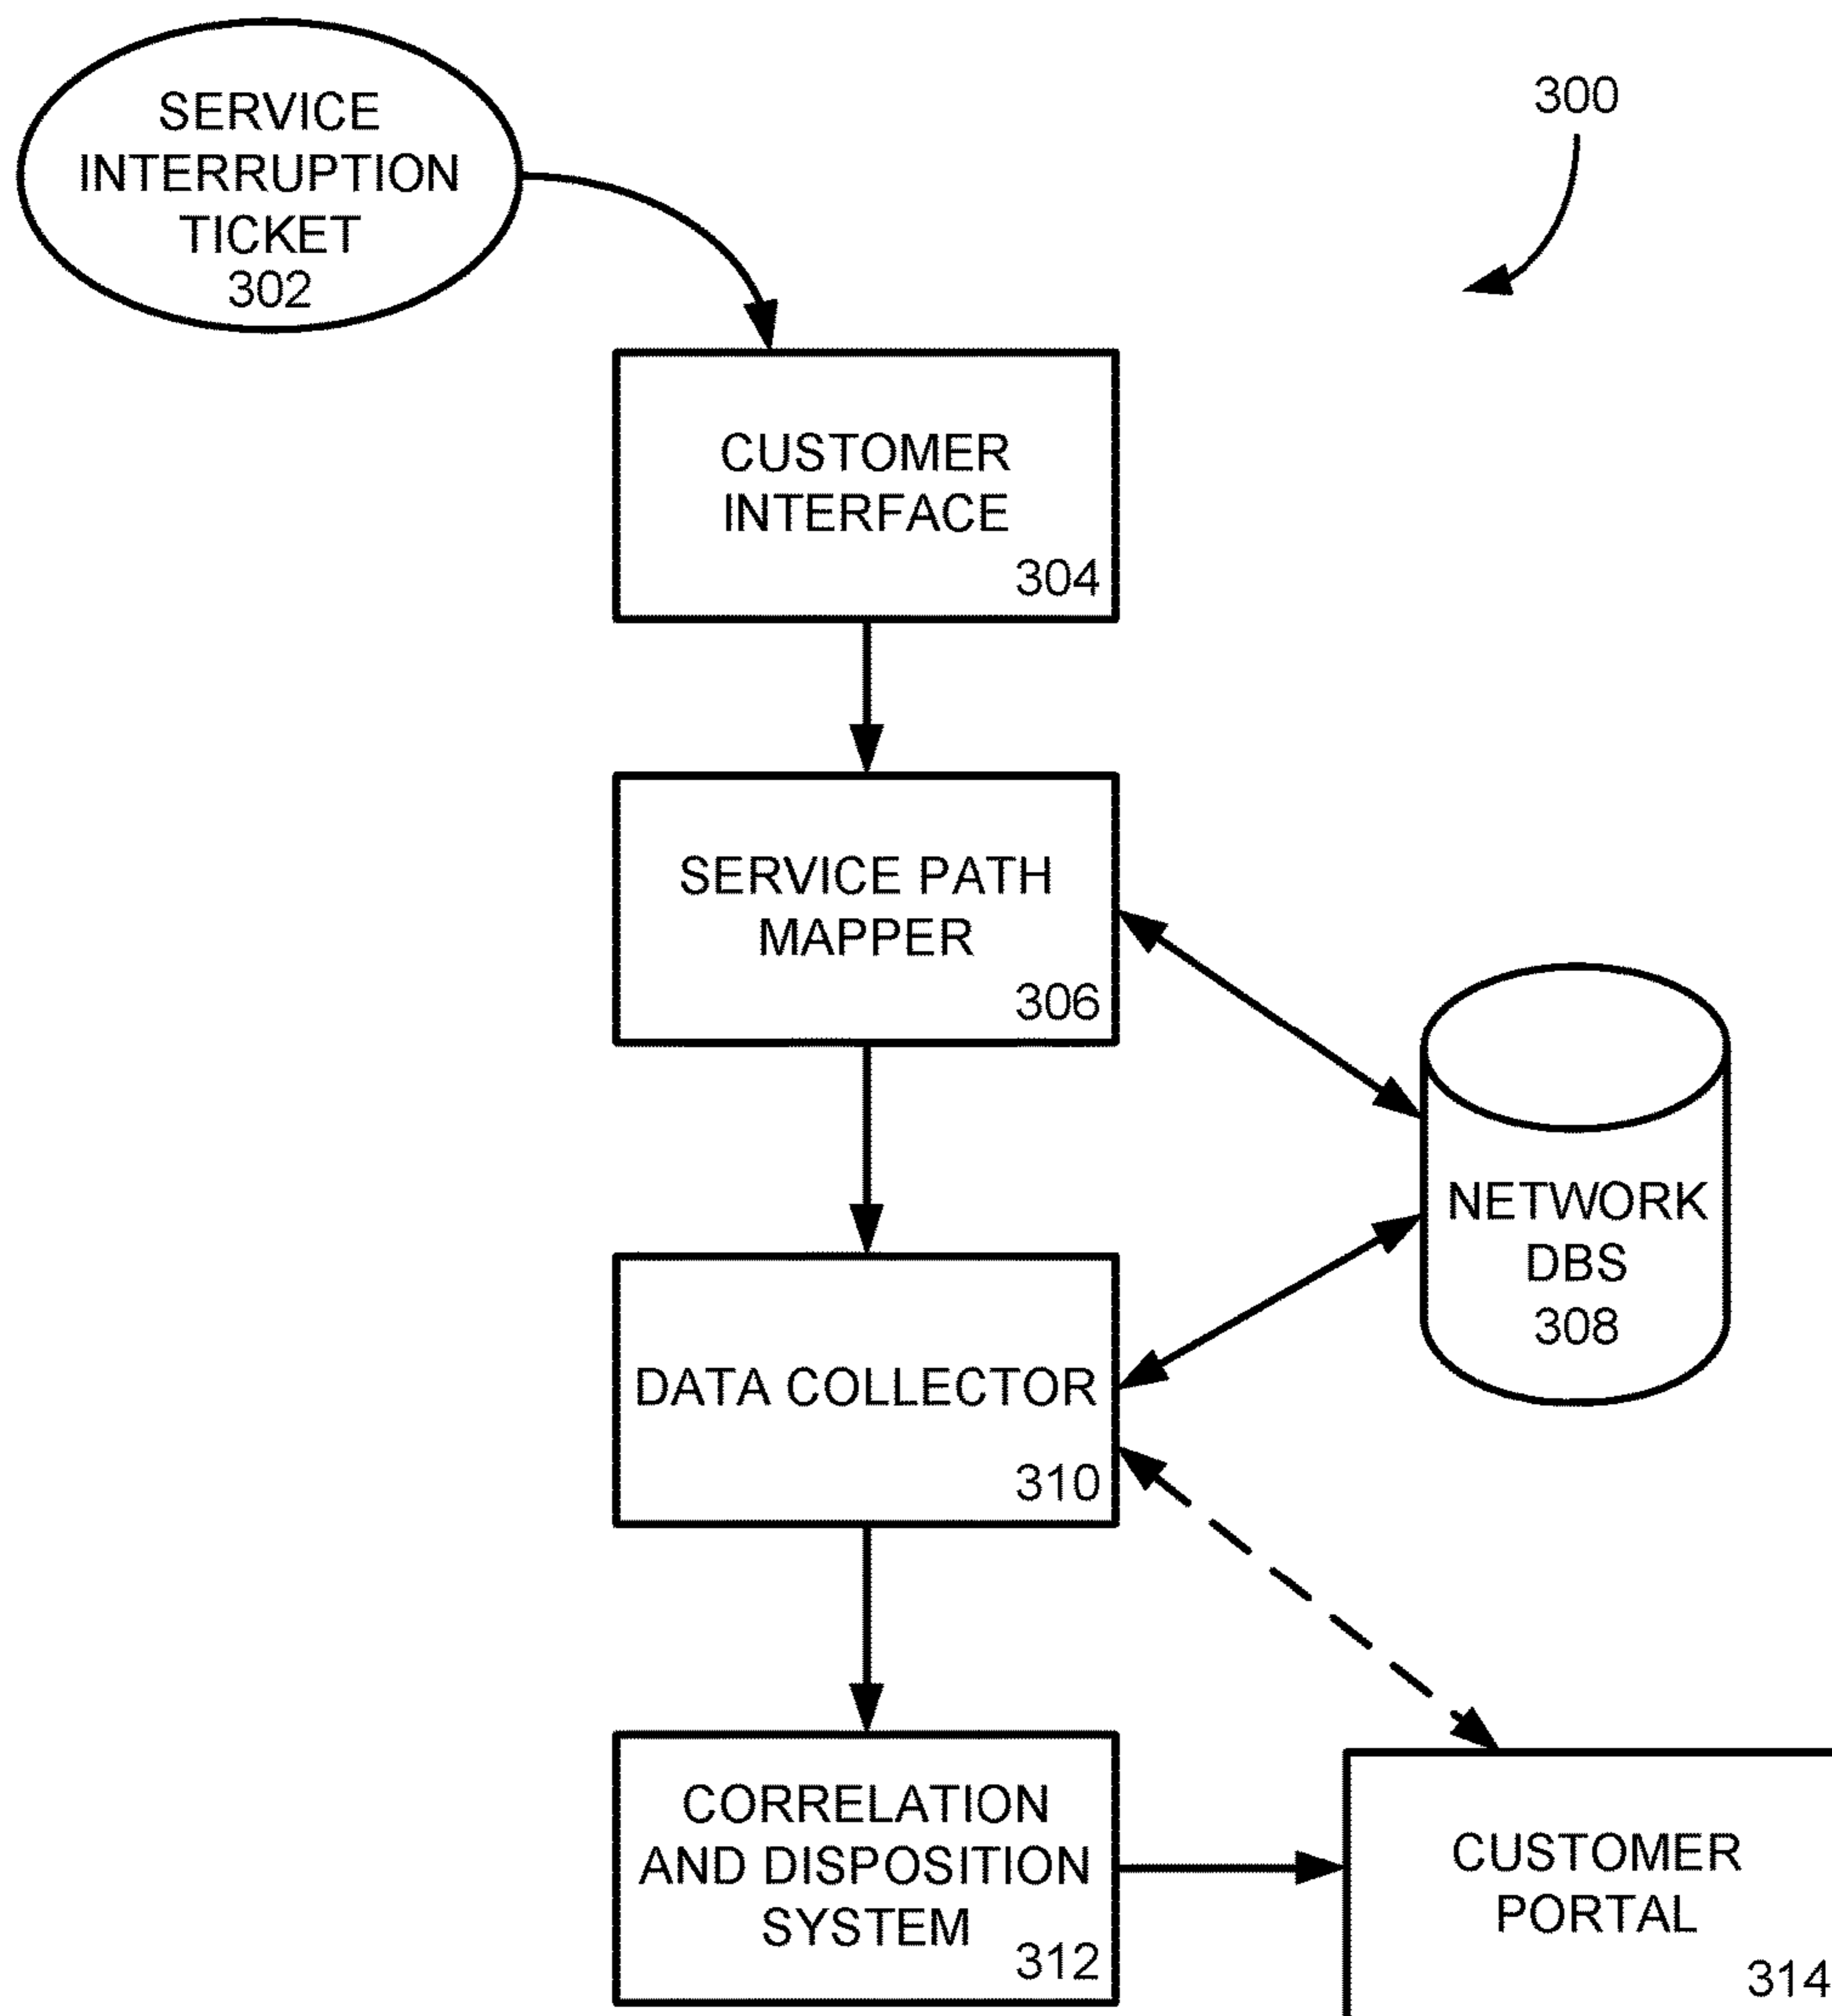 SERVICE
INTERRUPTION
TICKET
302
300
CUSTOMER
INTERFACE
304
SERVICE PATH
MAPPER
306
NETWORK
DBS
308
DATA COLLECTOR
310
CORRELATION
AND DISPOSITION
SYSTEM
312
CUSTOMER
PORTAL
314